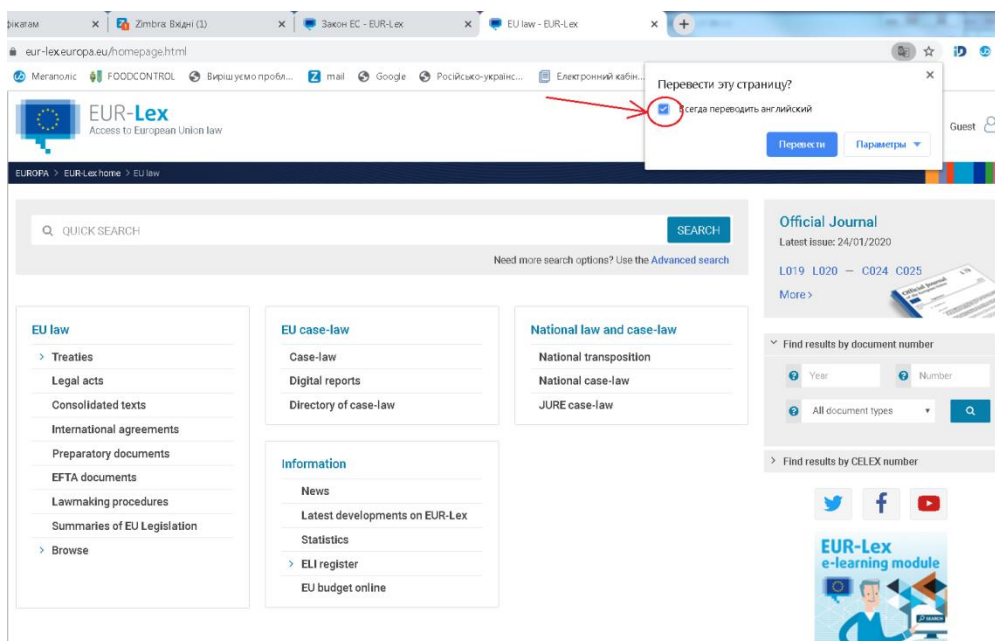 фікатам
Zimbra: Вхідні (1)
Закон ЕС - EUR-Lex
EU law - EUR-Lex
eur-lex.europa.eu/homepage.html
Мегаполіс
FOODCONTROL
Вирішуємо пробл...
mail
Google
Російсько-українс...
Електронний кабін...
Перевести эту страницу?
Всегда переводить английский
Перевести
Параметры
EUR-Lex
Access to European Union law
Guest
EUROPA > EUR-Lex home > EU law
QUICK SEARCH
SEARCH
Need more search options? Use the Advanced search
Official Journal
Latest issue: 24/01/2020
L019 L020 – C024 C025
More >
EU law
> Treaties
Legal acts
Consolidated texts
International agreements
Preparatory documents
EFTA documents
Lawmaking procedures
Summaries of EU Legislation
> Browse
EU case-law
Case-law
Digital reports
Directory of case-law
Information
News
Latest developments on EUR-Lex
Statistics
> ELI register
EU budget online
National law and case-law
National transposition
National case-law
JURE case-law
Find results by document number
Year
Number
All document types
> Find results by CELEX number
EUR-Lex
e-learning module
SEARCH